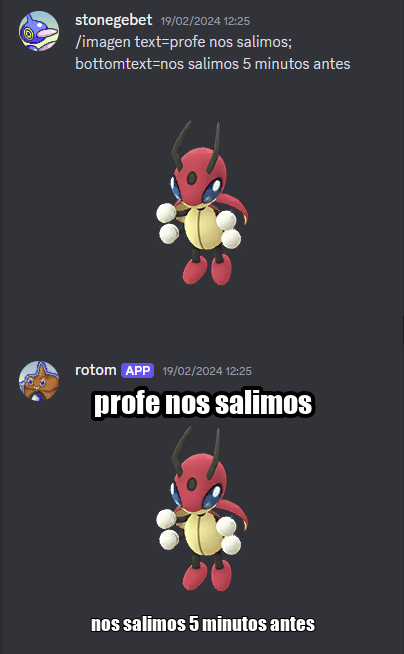 stonegebet 19/02/2024 12:25
/imagen text=profe nos salimos;
bottomtext=nos salimos 5 minutos antes
rotom APP 19/02/2024 12:25
profe nos salimos
nos salimos 5 minutos antes